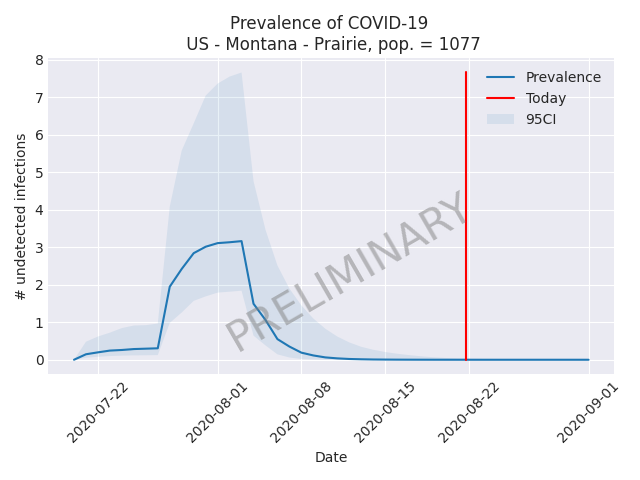 Prevalence of COVID-19
US - Montana - Prairie, pop. = 1077
8
7
6
5
4
3
2
1
0
# undetected infections
Prevalence
Today
95CI
PRELIMINARY
2020-07-22
2020-08-01
2020-08-08
2020-08-15
2020-08-22
2020-09-01
Date